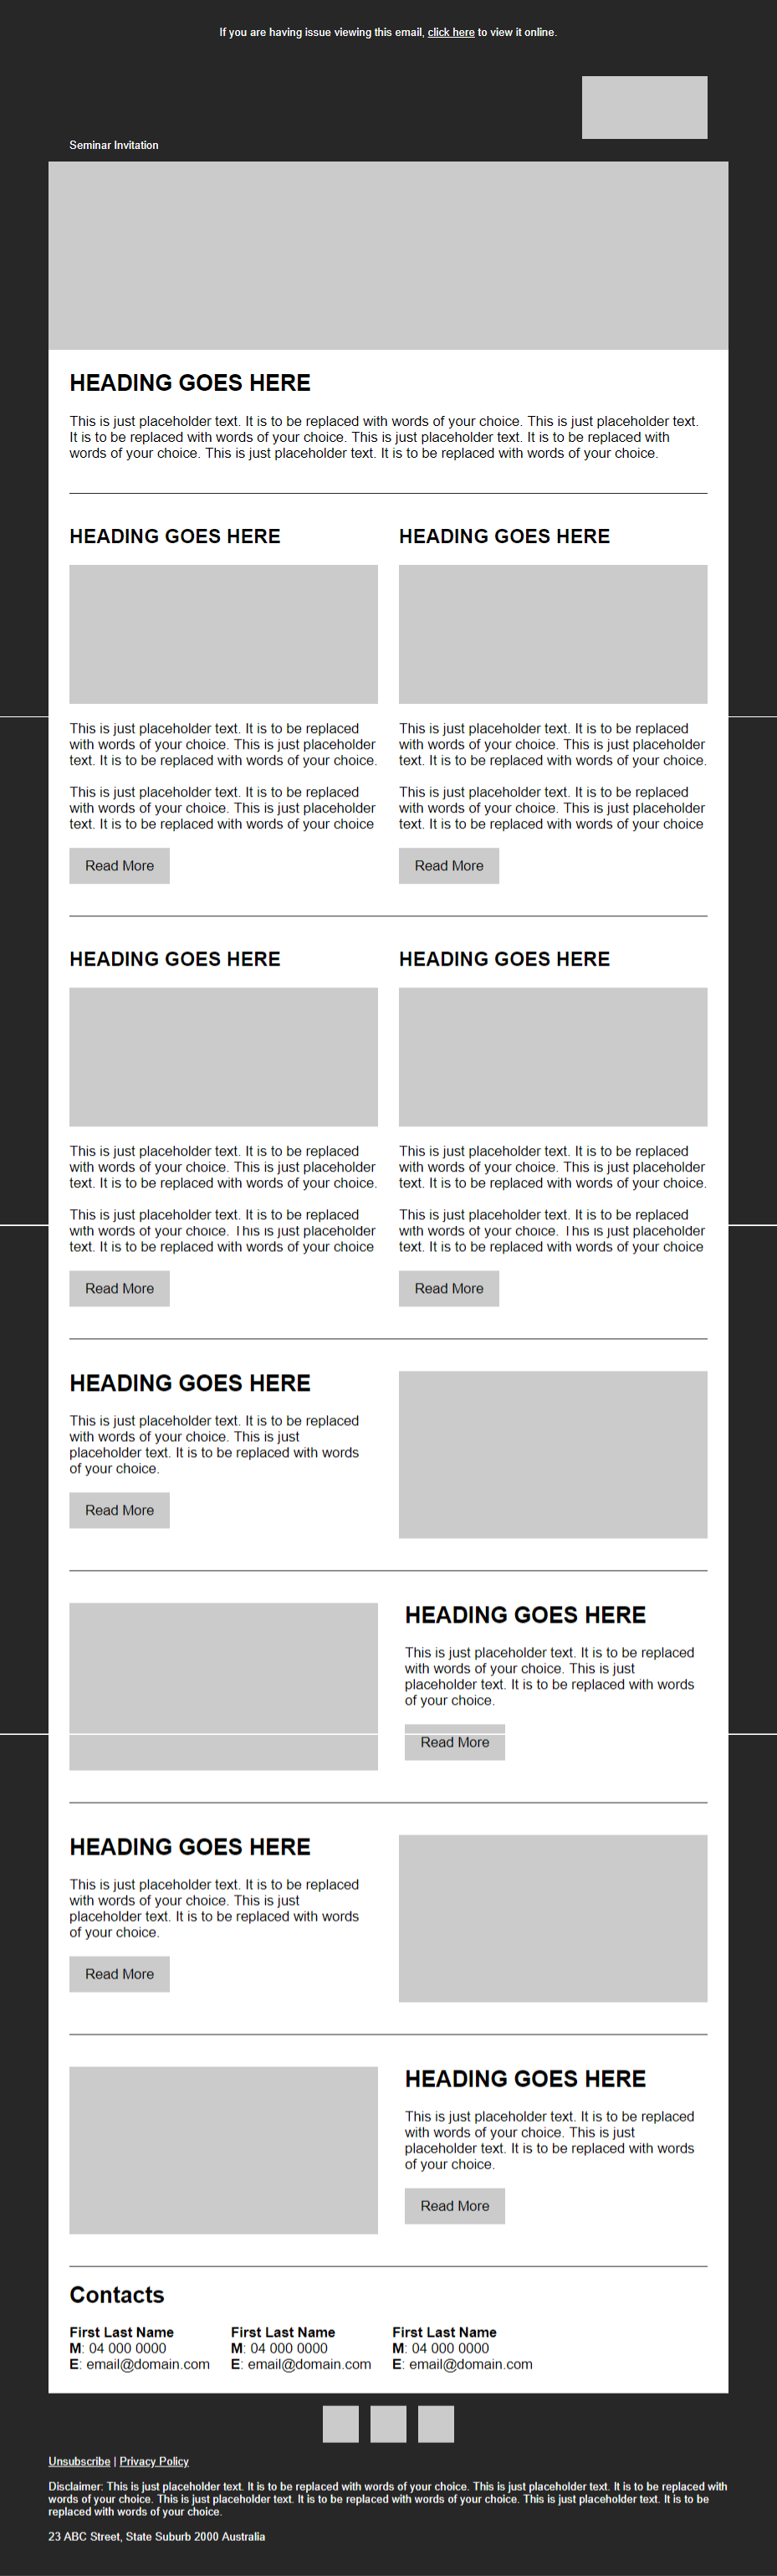 If you are having issue viewing this email, click here to view it online.
Seminar Invitation
HEADING GOES HERE
This is just placeholder text. It is to be replaced with words of your choice. This is just placeholder text.
It is to be replaced with words of your choice. This is just placeholder text. It is to be replaced with
words of your choice. This is just placeholder text. It is to be replaced with words of your choice.
HEADING GOES HERE
This is just placeholder text. It is to be replaced
with words of your choice. This is just placeholder
text. It is to be replaced with words of your choice.
This is just placeholder text. It is to be replaced
with words of your choice. This is just placeholder
text. It is to be replaced with words of your choice
Read More
HEADING GOES HERE
This is just placeholder text. It is to be replaced
with words of your choice. This is just placeholder
text. It is to be replaced with words of your choice.
This is just placeholder text. It is to be replaced
with words of your choice. This is just placeholder
text. It is to be replaced with words of your choice
Read More
HEADING GOES HERE
This is just placeholder text. It is to be replaced
with words of your choice. This is just placeholder
text. It is to be replaced with words of your choice.
This is just placeholder text. It is to be replaced
with words of your choice. This is just placeholder
text. It is to be replaced with words of your choice
Read More
HEADING GOES HERE
This is just placeholder text. It is to be replaced
with words of your choice. This is just placeholder
text. It is to be replaced with words of your choice.
This is just placeholder text. It is to be replaced
with words of your choice. This is just placeholder
text. It is to be replaced with words of your choice
Read More
HEADING GOES HERE
This is just placeholder text. It is to be replaced
with words of your choice. This is just
placeholder text. It is to be replaced with words
of your choice.
Read More
HEADING GOES HERE
This is just placeholder text. It is to be replaced
with words of your choice. This is just
placeholder text. It is to be replaced with words
of your choice.
Read More
HEADING GOES HERE
This is just placeholder text. It is to be replaced
with words of your choice. This is just
placeholder text. It is to be replaced with words
of your choice.
Read More
HEADING GOES HERE
This is just placeholder text. It is to be replaced
with words of your choice. This is just
placeholder text. It is to be replaced with words
of your choice.
Read More
Contacts
First Last Name
M: 04 000 0000
E: email@domain.com
First Last Name
M: 04 000 0000
E: email@domain.com
First Last Name
M: 04 000 0000
E: email@domain.com
Unsubscribe | Privacy Policy
Disclaimer: This is just placeholder text. It is to be replaced with words of your choice. This is just placeholder text. It is to be replaced with
words of your choice. This is just placeholder text. It is to be replaced with words of your choice. This is just placeholder text. It is to be
replaced with words of your choice.
23 ABC Street, State Suburb 2000 Australia